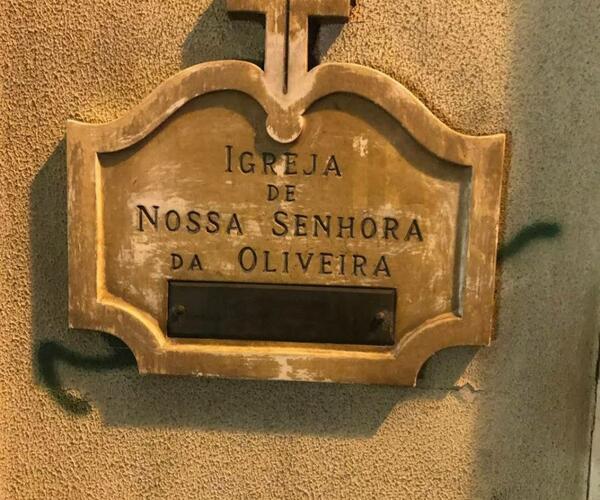 IGREJA
DE
NOSSA SENHORA
DA OLIVEIRA